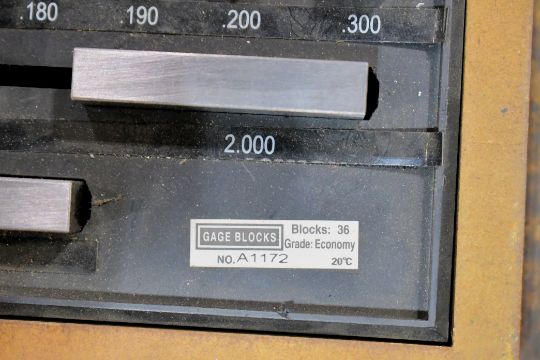 .180 .190 .200 .300
2.000
GAGE BLOCKS Blocks: 36
Grade: Economy
NO. A1172 20°C